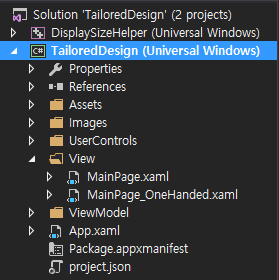 Solution 'TailoredDesign' (2 projects)
DisplaySizeHelper (Universal Windows)
C# TailoredDesign (Universal Windows)
Properties
References
Assets
Images
UserControls
View
MainPage.xaml
MainPage_OneHanded.xaml
ViewModel
App.xaml
Package.appxmanifest
project.json